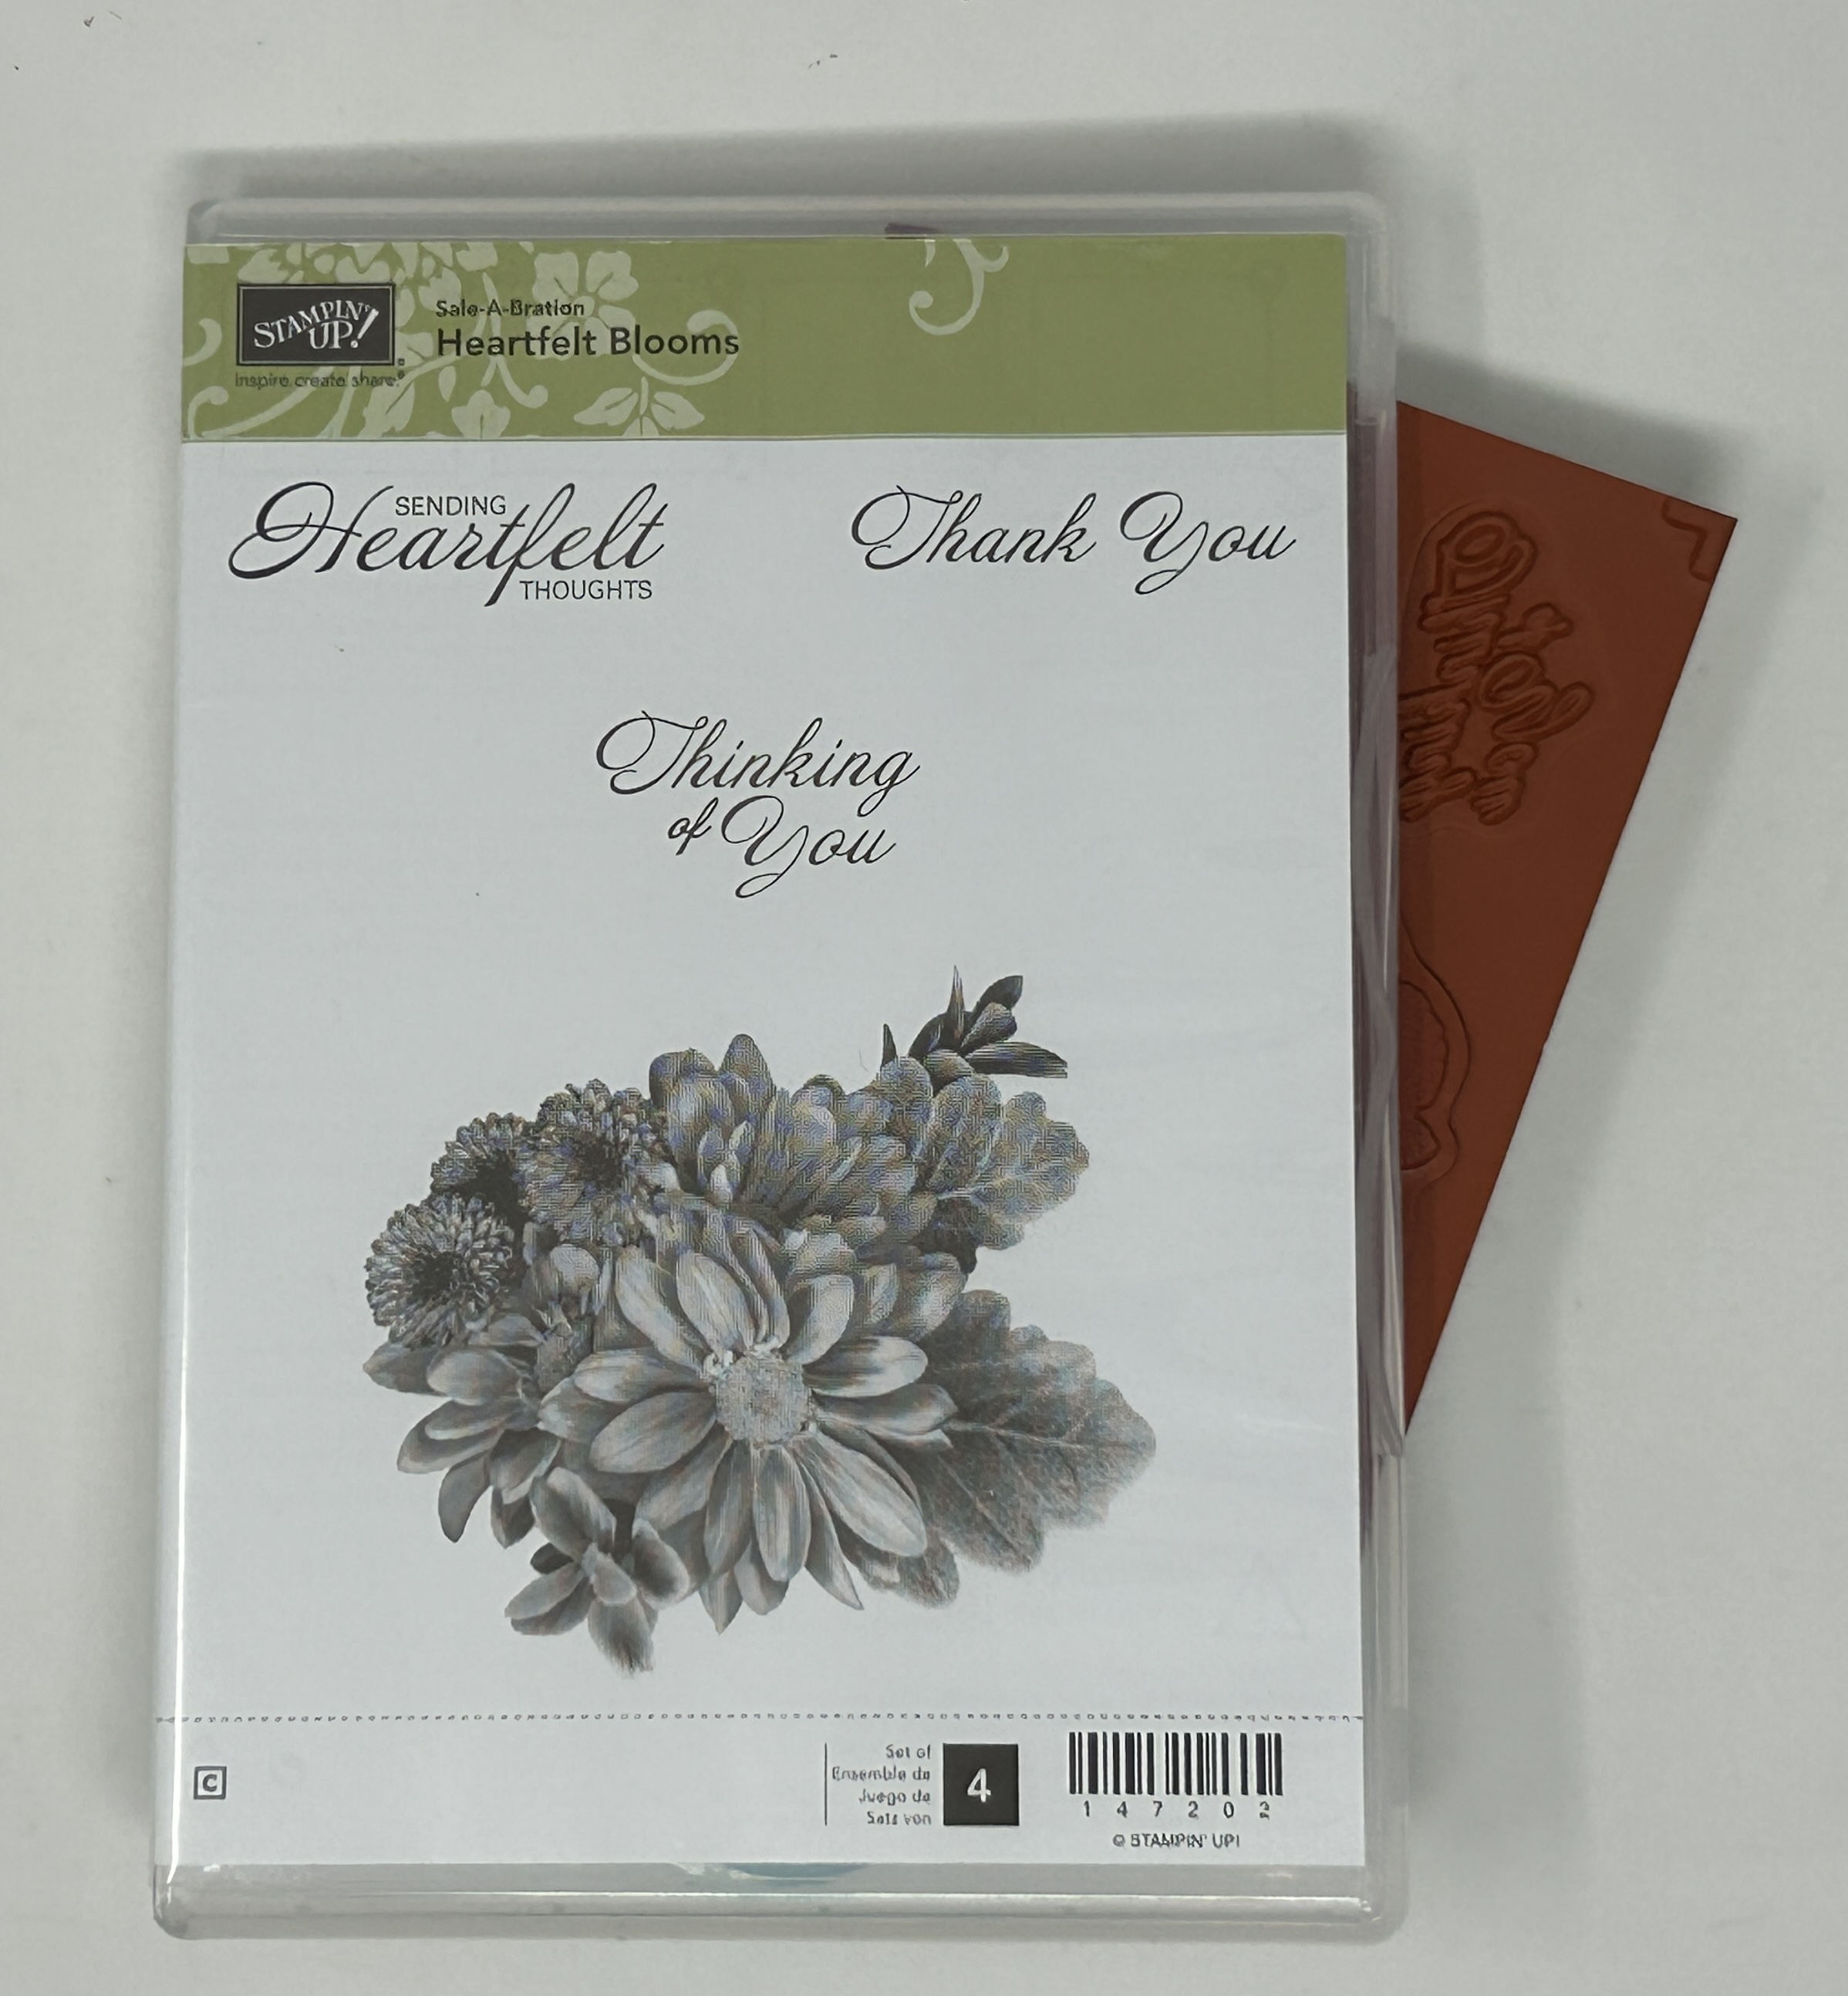 STAMPIN' UP!®
inspire. create. share.®
Sale-A-Bration
Heartfelt Blooms
SENDING
Heartfelt
THOUGHTS
Thank You
Thinking
of You
C
Set of
Ensemble de
Juego de
Sets von
4
147202
© STAMPIN' UP!